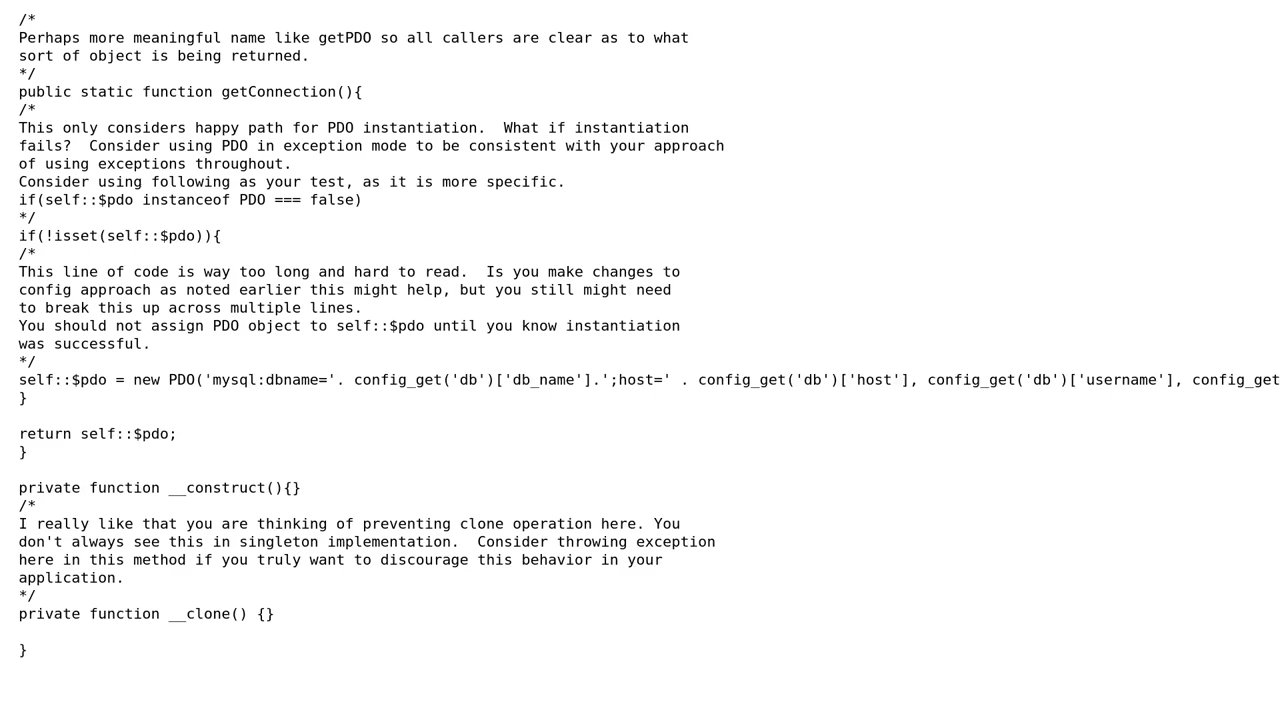 /*
Perhaps more meaningful name like getPDO so all callers are clear as to what
sort of object is being returned.
*/
public static function getConnection(){
/*
This only considers happy path for PDO instantiation.  What if instantiation
fails?  Consider using PDO in exception mode to be consistent with your approach
of using exceptions throughout.
Consider using following as your test, as it is more specific.
if(self::$pdo instanceof PDO === false)
*/
if(!isset(self::$pdo)){
/*
This line of code is way too long and hard to read.  Is you make changes to
config approach as noted earlier this might help, but you still might need
to break this up across multiple lines.
You should not assign PDO object to self::$pdo until you know instantiation
was successful.
*/
self::$pdo = new PDO('mysql:dbname='. config_get('db')['db_name'].';host=' . config_get('db')['host'], config_get('db')['username'], config_get
}

return self::$pdo;
}

private function __construct(){}
/*
I really like that you are thinking of preventing clone operation here. You
don't always see this in singleton implementation.  Consider throwing exception
here in this method if you truly want to discourage this behavior in your
application.
*/
private function __clone() {}

}